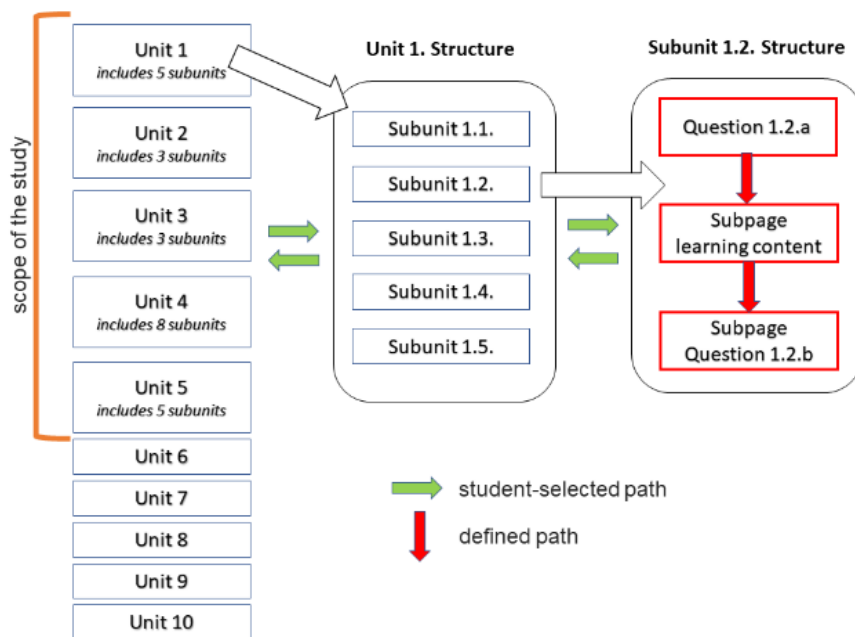 scope of the study
Unit 1
includes 5 subunits
Unit 2
includes 3 subunits
Unit 3
includes 3 subunits
Unit 4
includes 8 subunits
Unit 5
includes 5 subunits
Unit 6
Unit 7
Unit 8
Unit 9
Unit 10
Unit 1. Structure
Subunit 1.1.
Subunit 1.2.
Subunit 1.3.
Subunit 1.4.
Subunit 1.5.
Subunit 1.2. Structure
Question 1.2.a
Subpage
learning content
Subpage
Question 1.2.b
student-selected path
defined path